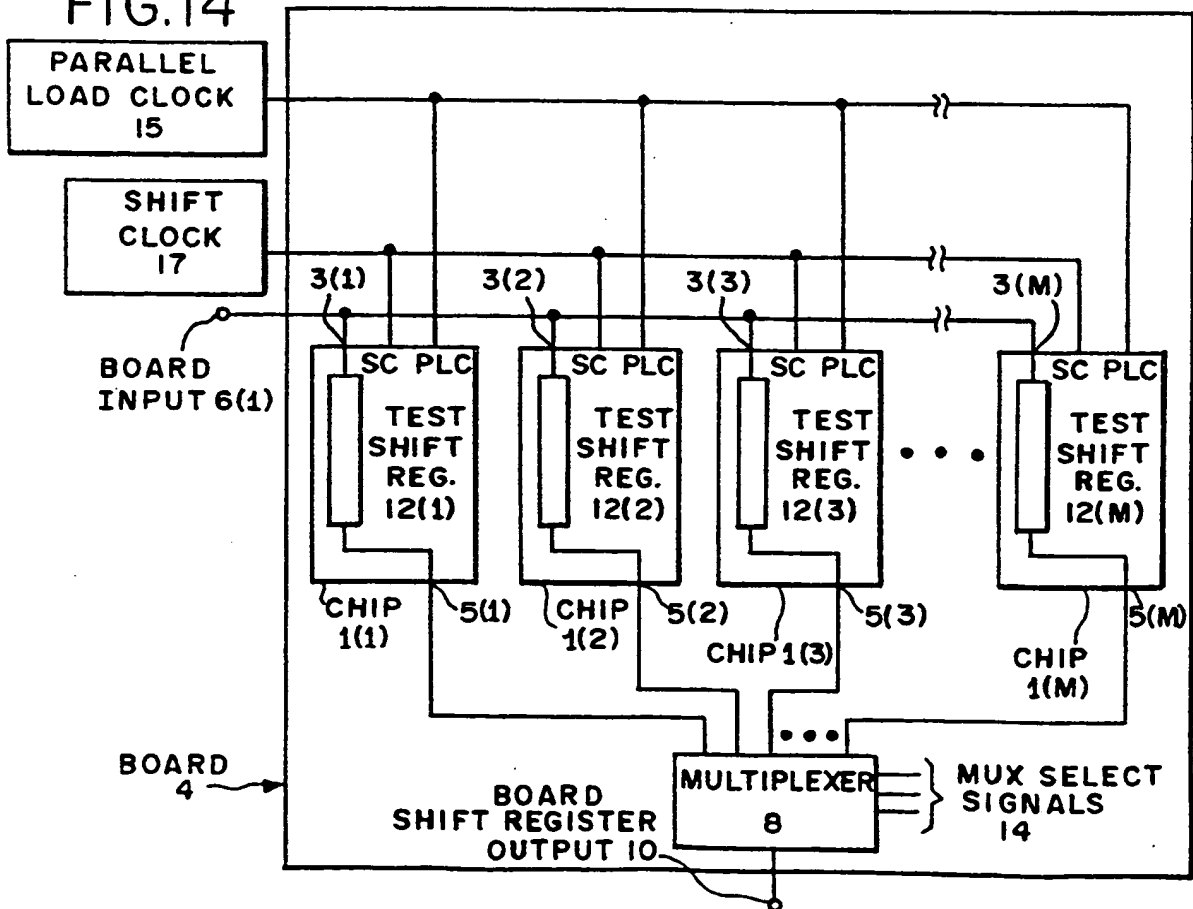 FIG.14
PARALLEL
LOAD CLOCK
15
SHIFT
CLOCK
17
3(1)
3(2)
3(3)
3(M)
BOARD
INPUT 6(1)
SC PLC
TEST
SHIFT
REG.
12(1)
SC PLC
TEST
SHIFT
REG.
12(2)
SC PLC
TEST
SHIFT
REG.
12(3)
SC PLC
TEST
SHIFT
REG.
12(M)
CHIP
1(1)
5(1)
CHIP
1(2)
5(2)
CHIP 1(3)
5(3)
CHIP
1(M)
5(M)
BOARD
4
MULTIPLEXER
8
MUX SELECT
SIGNALS
14
BOARD
SHIFT REGISTER
OUTPUT 10